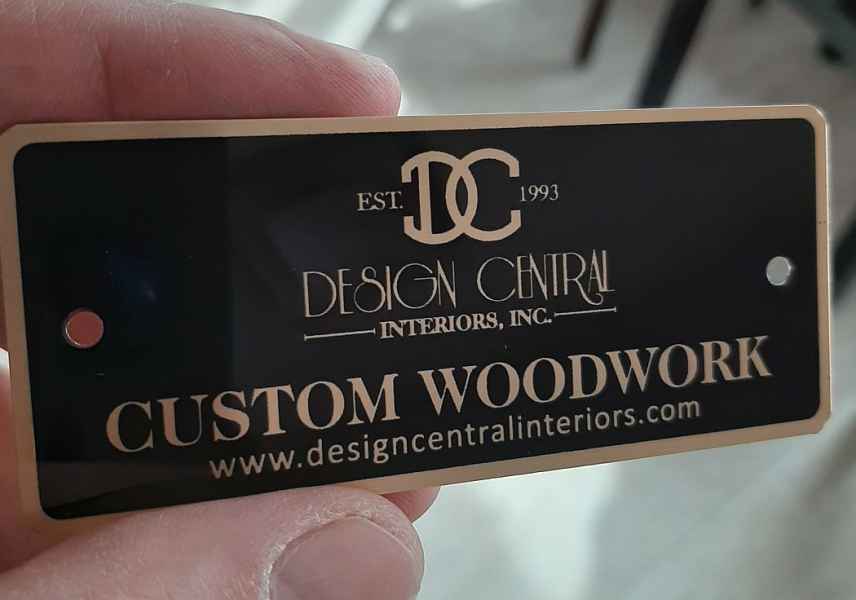 EST. DC 1993
DESIGN CENTRAL
INTERIORS, INC.
CUSTOM WOODWORK
www.designcentralinteriors.com